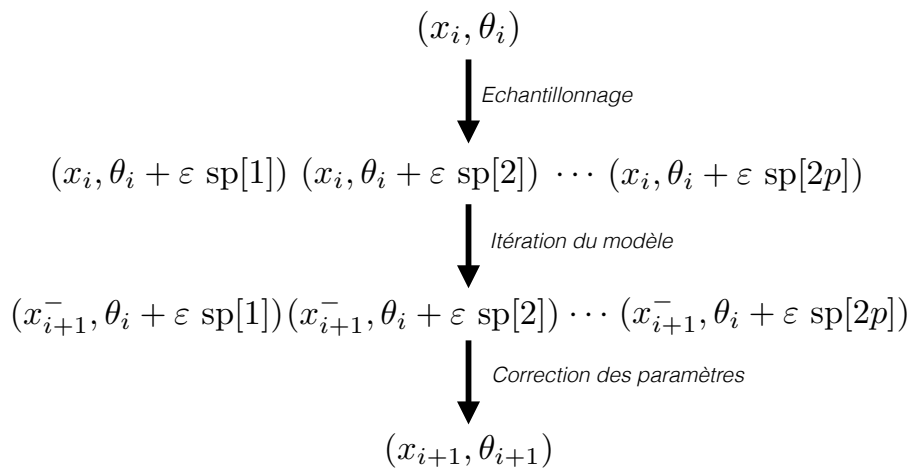 (x_i, θ_i)
Echantillonnage
(x_i, θ_i + ε sp[1]) (x_i, θ_i + ε sp[2]) ⋯ (x_i, θ_i + ε sp[2p])
Itération du modèle
(x_{i+1}^-, θ_i + ε sp[1])(x_{i+1}^-, θ_i + ε sp[2]) ⋯ (x_{i+1}^-, θ_i + ε sp[2p])
Correction des paramètres
(x_{i+1}, θ_{i+1})